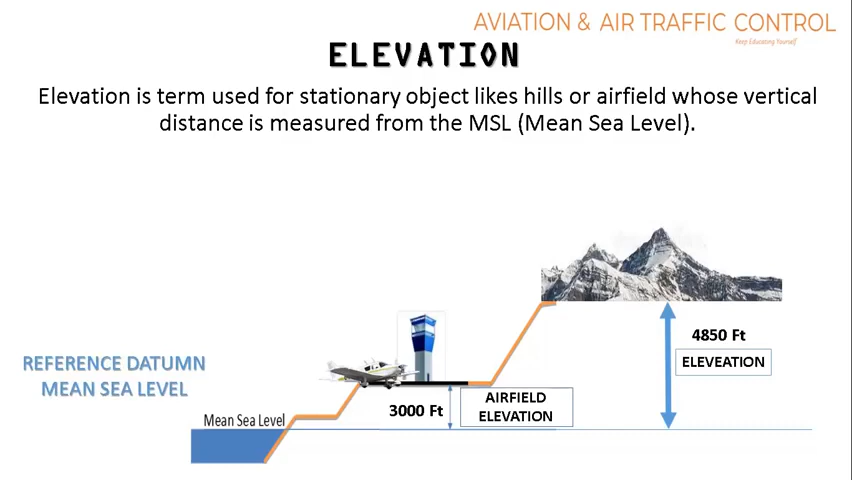 AVIATION & AIR TRAFFIC CONTROL
Keep Educating Yourself
ELEVATION
Elevation is term used for stationary object likes hills or airfield whose vertical
distance is measured from the MSL (Mean Sea Level).
4850 Ft
ELEVEATION
REFERENCE DATUMN
MEAN SEA LEVEL
3000 Ft
AIRFIELD
ELEVATION
Mean Sea Level